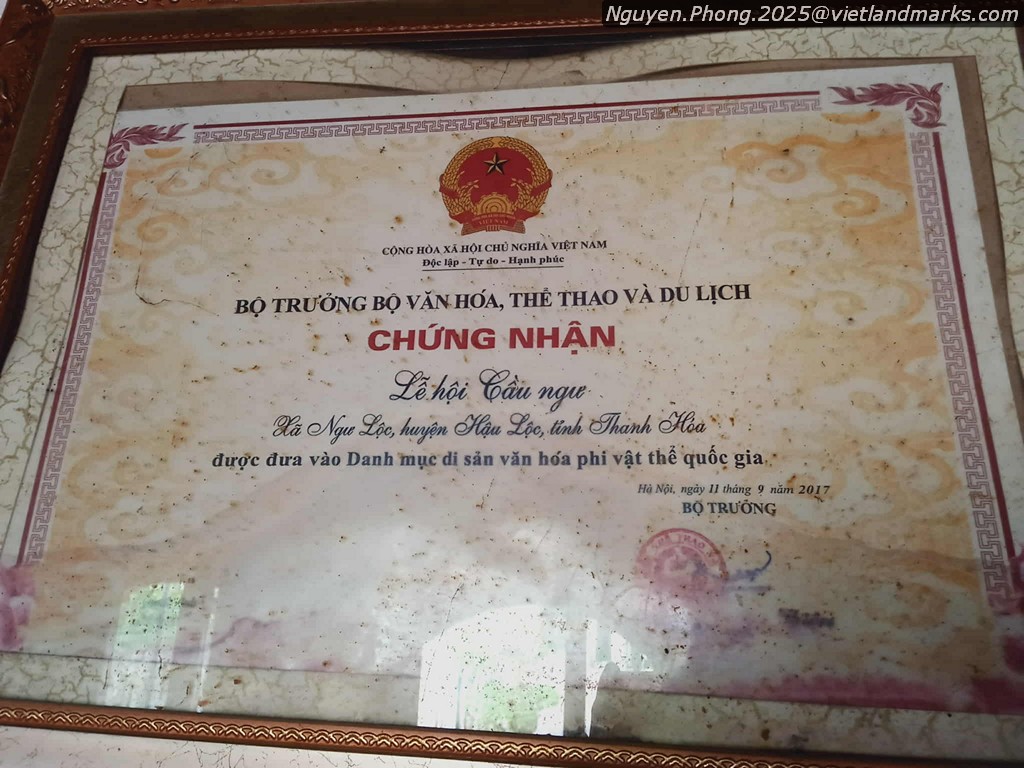 Nguyen.Phong.2025@vietlandmarks.com
CỘNG HÒA XÃ HỘI CHỦ NGHĨA VIỆT NAM
Độc lập - Tự do - Hạnh phúc
BỘ TRƯỞNG BỘ VĂN HÓA, THỂ THAO VÀ DU LỊCH
CHỨNG NHẬN
Lễ hội Cầu ngư
Xã Ngư Lộc, huyện Hậu Lộc, tỉnh Thanh Hóa
được đưa vào Danh mục di sản văn hóa phi vật thể quốc gia
Hà Nội, ngày 11 tháng 9 năm 2017
BỘ TRƯỞNG